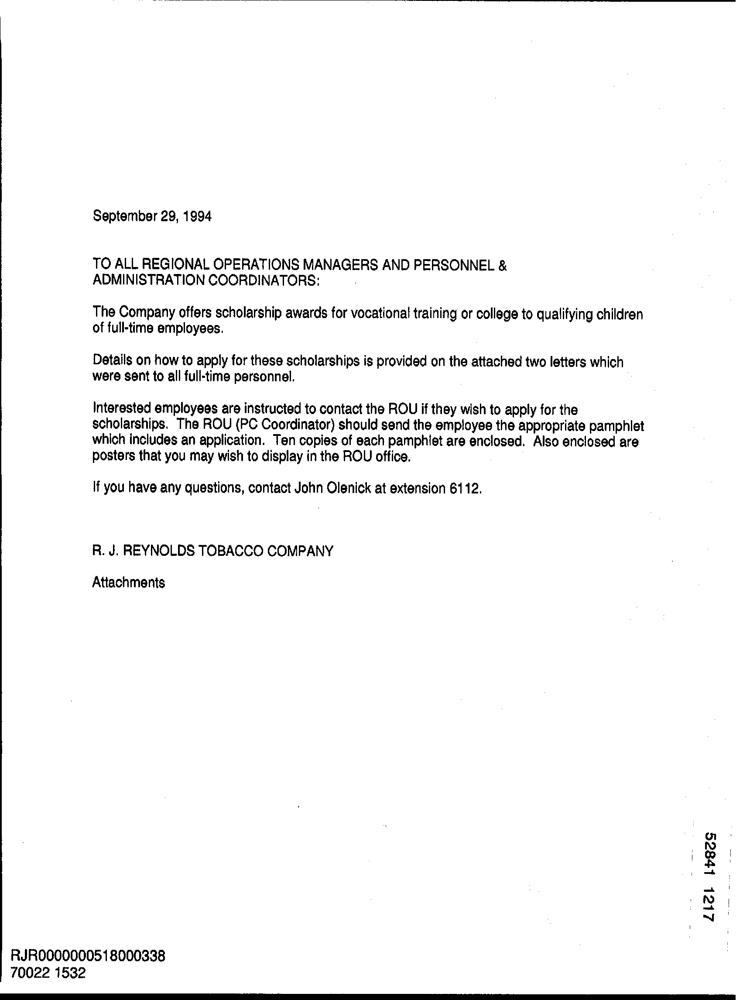 September 29, 1994
TO ALL REGIONAL OPERATIONS MANAGERS AND PERSONNEL &
ADMINISTRATION COORDINATORS:
The Company offers scholarship awards for vocational training or college to qualifying children
of full-time employees.
Details on how to apply for these scholarships is provided on the attached two letters which
were sent to all full-time personnel.
Interested employees are instructed to contact the ROU if they wish to apply for the
scholarships. The ROU (PC Coordinator) should send the employee the appropriate pamphlet
which includes an application. Ten copies of each pamphlet are enclosed. Also enclosed are
posters that you may wish to display in the ROU office.
If you have any questions, contact John Olenick at extension 6112.
R. J. REYNOLDS TOBACCO COMPANY
Attachments
52841 1217
RJR0000000518000338
70022 1532